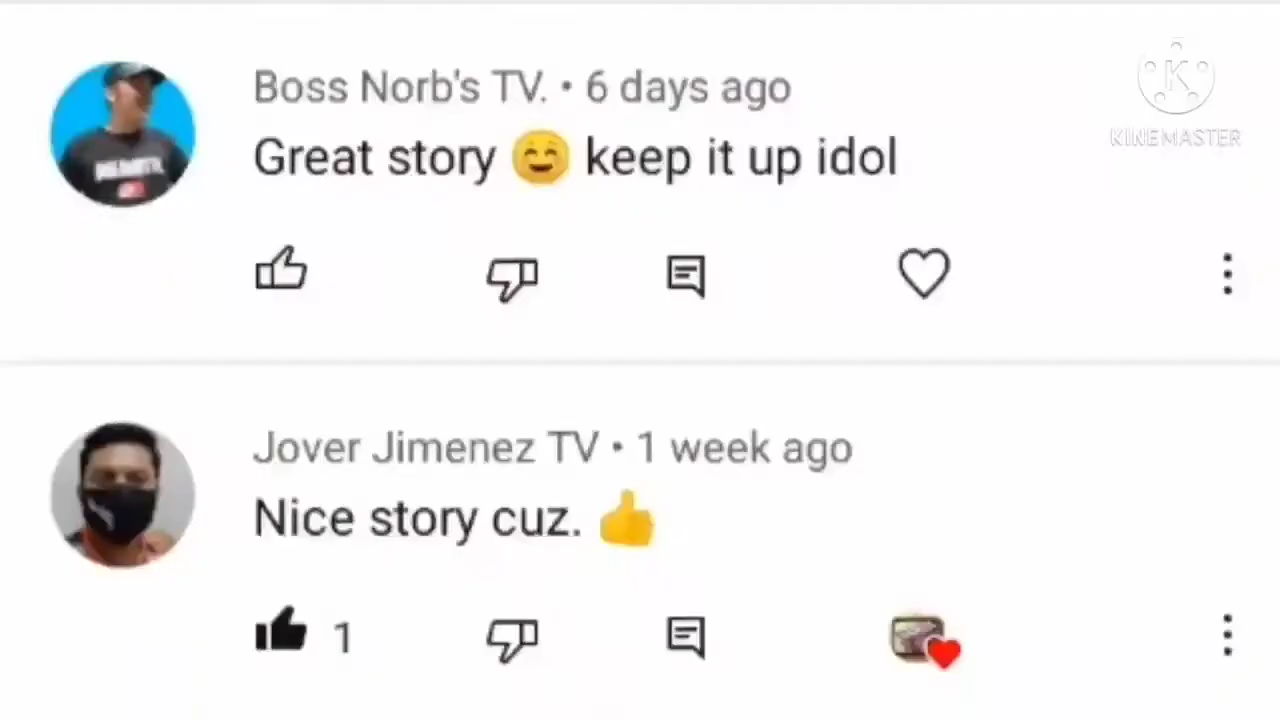 Boss Norb's TV. • 6 days ago
Great story 😊 keep it up idol
Jover Jimenez TV • 1 week ago
Nice story cuz. 👍
1
K
KINEMASTER